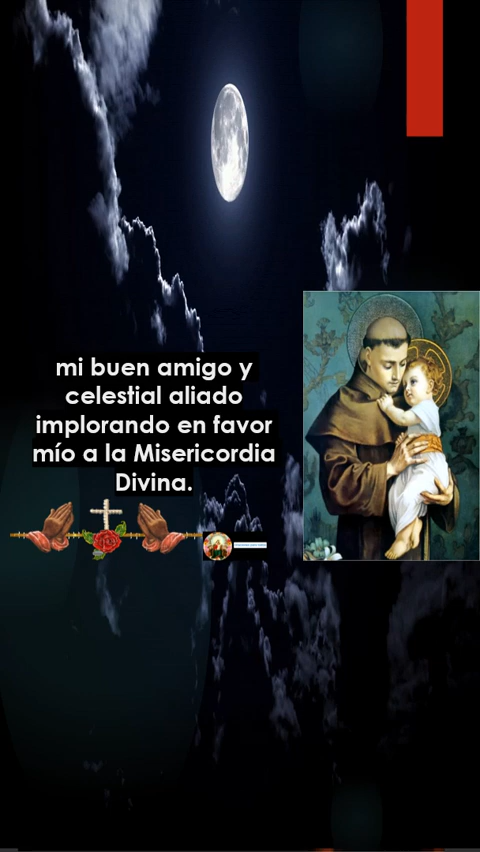 mi buen amigo y
celestial aliado
implorando en favor
mío a la Misericordia
Divina.